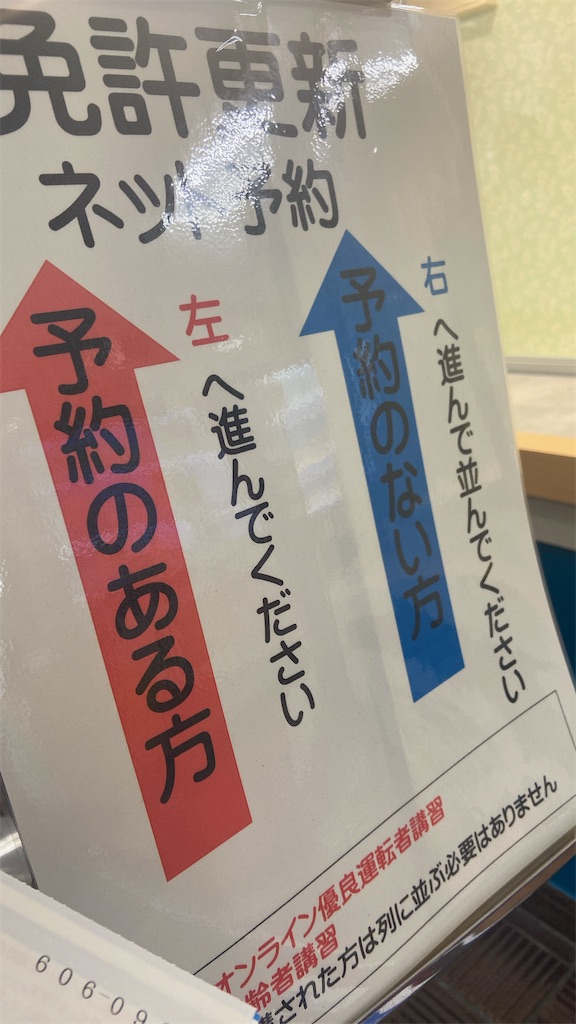 免許更新
ネット予約
予約のある方
左へ進んでください
予約のない方
右へ進んで並んでください
オンライン優良運転者講習
齢者講習
された方は列に並ぶ必要はありません
606-09